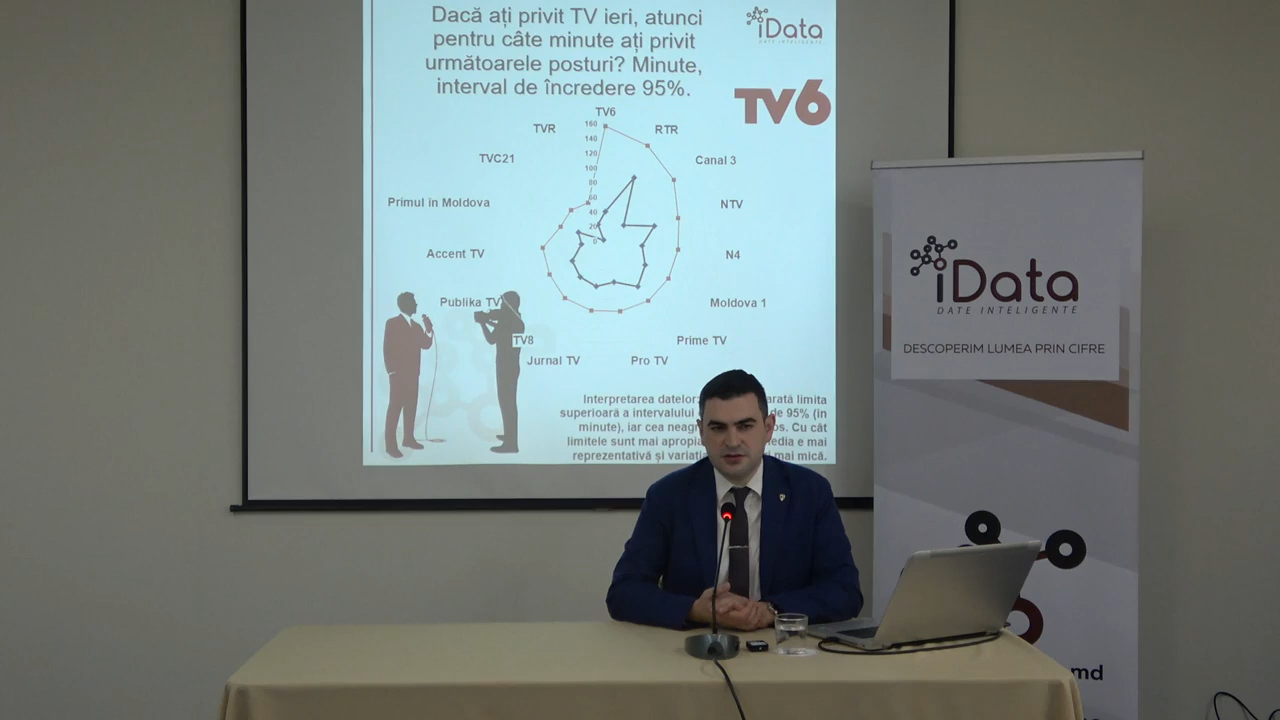 Dacă ați privit TV ieri, atunci
pentru câte minute ați privit
următoarele posturi? Minute,
interval de încredere 95%.
iData
DATE INTELIGENTE
TV6
TV6
160
140
120
100
80
60
40
20
0
TVR
RTR
TVC21
Canal 3
Primul in Moldova
NTV
Accent TV
N4
Publika TV
Moldova 1
TV8
Prime TV
Jurnal TV
Pro TV
Interpretarea datelor: arată limita
superioară a intervalului de 95% (in
minute), iar cea neagr os. Cu cât
limitele sunt mai apropia media e mai
reprezentativă și variați mai mică.
iData
DATE INTELIGENTE
DESCOPERIM LUMEA PRIN CIFRE
md